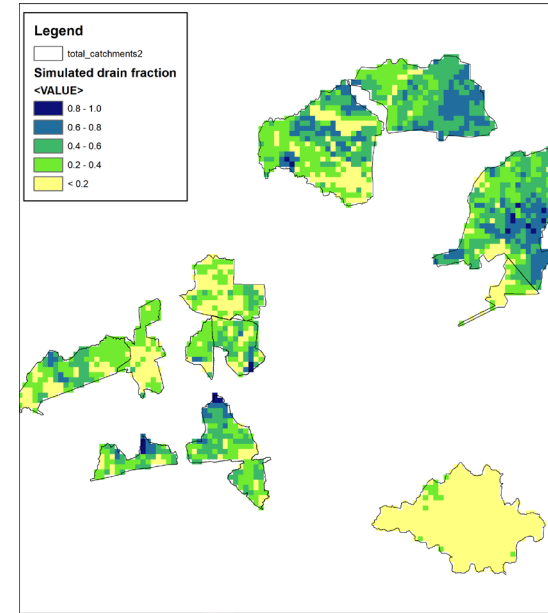 Legend
total_catchments2
Simulated drain fraction
<VALUE>
0.8 - 1.0
0.6 - 0.8
0.4 - 0.6
0.2 - 0.4
< 0.2